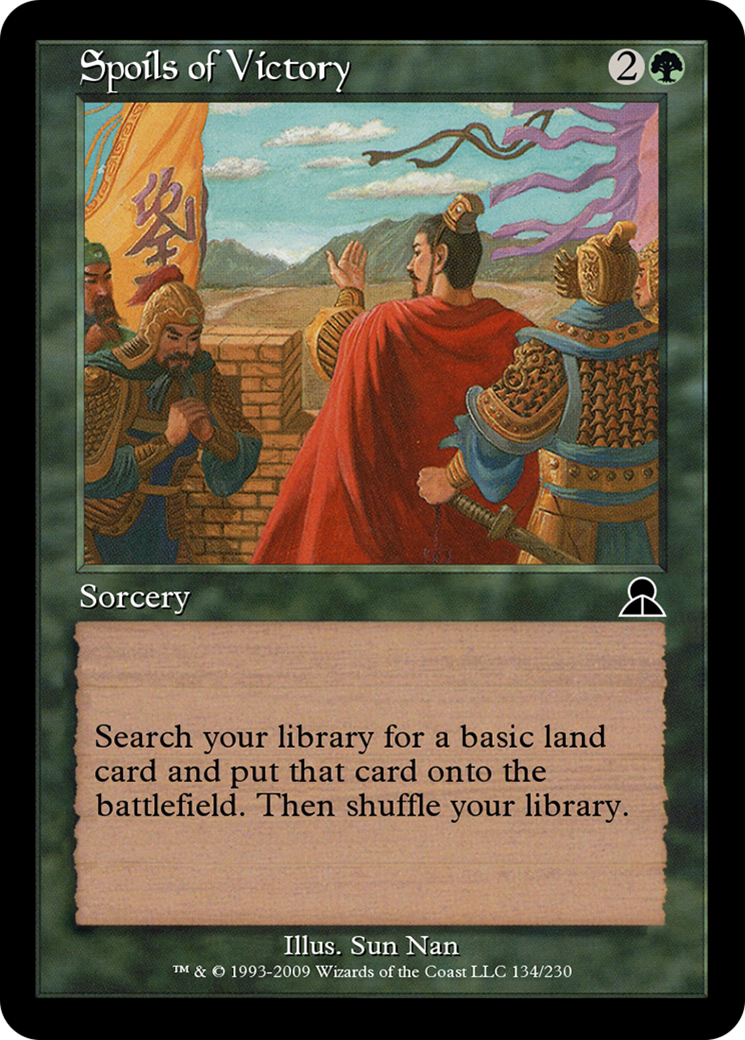 Spoils of Victory 2
劉
Sorcery
Search your library for a basic land
card and put that card onto the
battlefield. Then shuffle your library.
Illus. Sun Nan
™ & © 1993-2009 Wizards of the Coast LLC 134/230